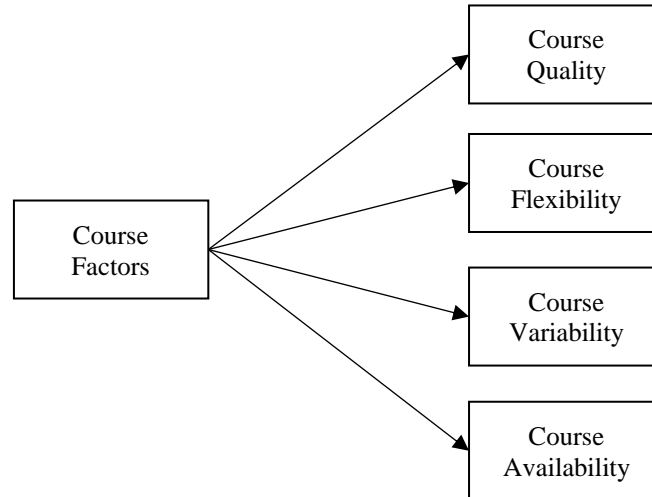 Course
Quality
Course
Flexibility
Course
Factors
Course
Variability
Course
Availability